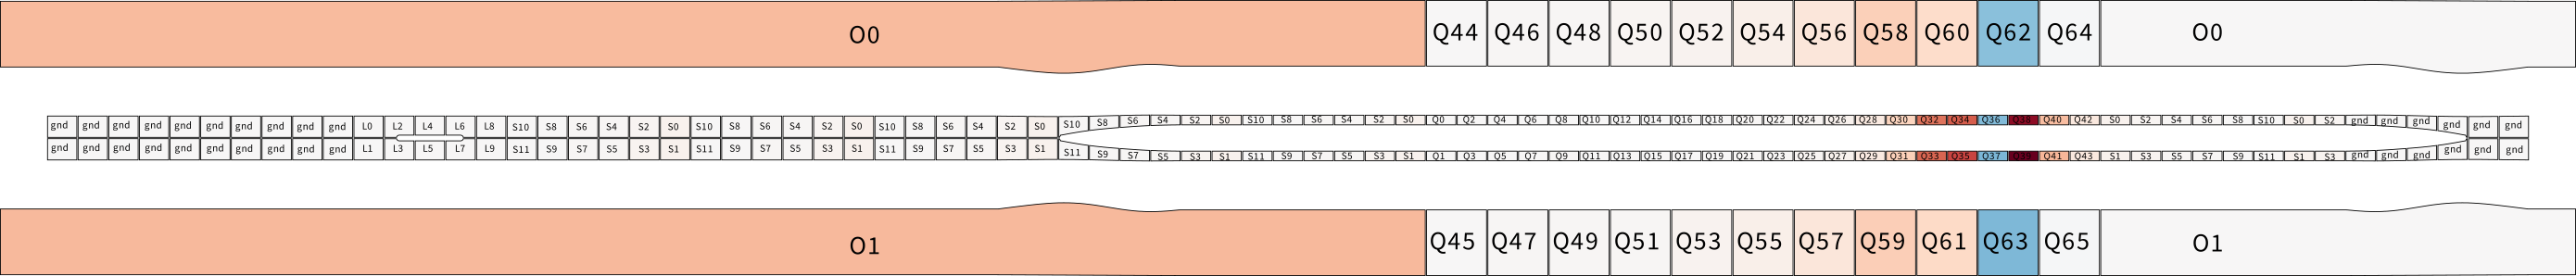 O0 Q44 Q46 Q48 Q50 Q52 Q54 Q56 Q58 Q60 Q62 Q64 O0
gnd gnd gnd gnd gnd gnd gnd gnd gnd gnd L0 L2 L4 L6 L8 S10 S8 S6 S4 S2 S0 S10 S8 S6 S4 S2 S0 S10 S8 S6 S4 S2 S0 S10 S8 S6 S4 S2 S0 S10 S8 S6 S4 S2 S0 Q0 Q2 Q4 Q6 Q8 Q10 Q12 Q14 Q16 Q18 Q20 Q22 Q24 Q26 Q28 Q30 Q32 Q34 Q36 Q38 Q40 Q42 S0 S2 S4 S6 S8 S10 S0 S2 gnd gnd gnd gnd gnd gnd
gnd gnd gnd gnd gnd gnd gnd gnd gnd gnd L1 L3 L5 L7 L9 S11 S9 S7 S5 S3 S1 S11 S9 S7 S5 S3 S1 S11 S9 S7 S5 S3 S1 S11 S9 S7 S5 S3 S1 S11 S9 S7 S5 S3 S1 Q1 Q3 Q5 Q7 Q9 Q11 Q13 Q15 Q17 Q19 Q21 Q23 Q25 Q27 Q29 Q31 Q33 Q35 Q37 Q39 Q41 Q43 S1 S3 S5 S7 S9 S11 S1 S3 gnd gnd gnd gnd gnd gnd
O1 Q45 Q47 Q49 Q51 Q53 Q55 Q57 Q59 Q61 Q63 Q65 O1